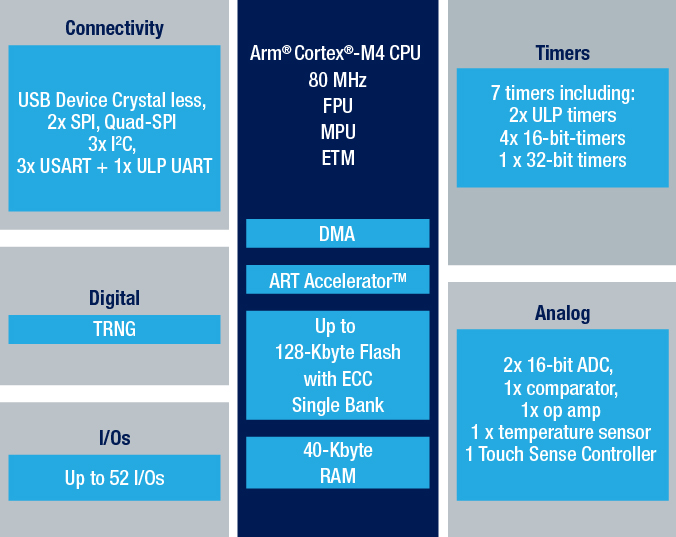 Connectivity
USB Device Crystal less,
2x SPI, Quad-SPI
3x I²C,
3x USART + 1x ULP UART
Digital
TRNG
I/Os
Up to 52 I/Os
Arm® Cortex®-M4 CPU
80 MHz
FPU
MPU
ETM
DMA
ART Accelerator™
Up to
128-Kbyte Flash
with ECC
Single Bank
40-Kbyte
RAM
Timers
7 timers including:
2x ULP timers
4x 16-bit-timers
1 x 32-bit timers
Analog
2x 16-bit ADC,
1x comparator,
1x op amp
1 x temperature sensor
1 Touch Sense Controller